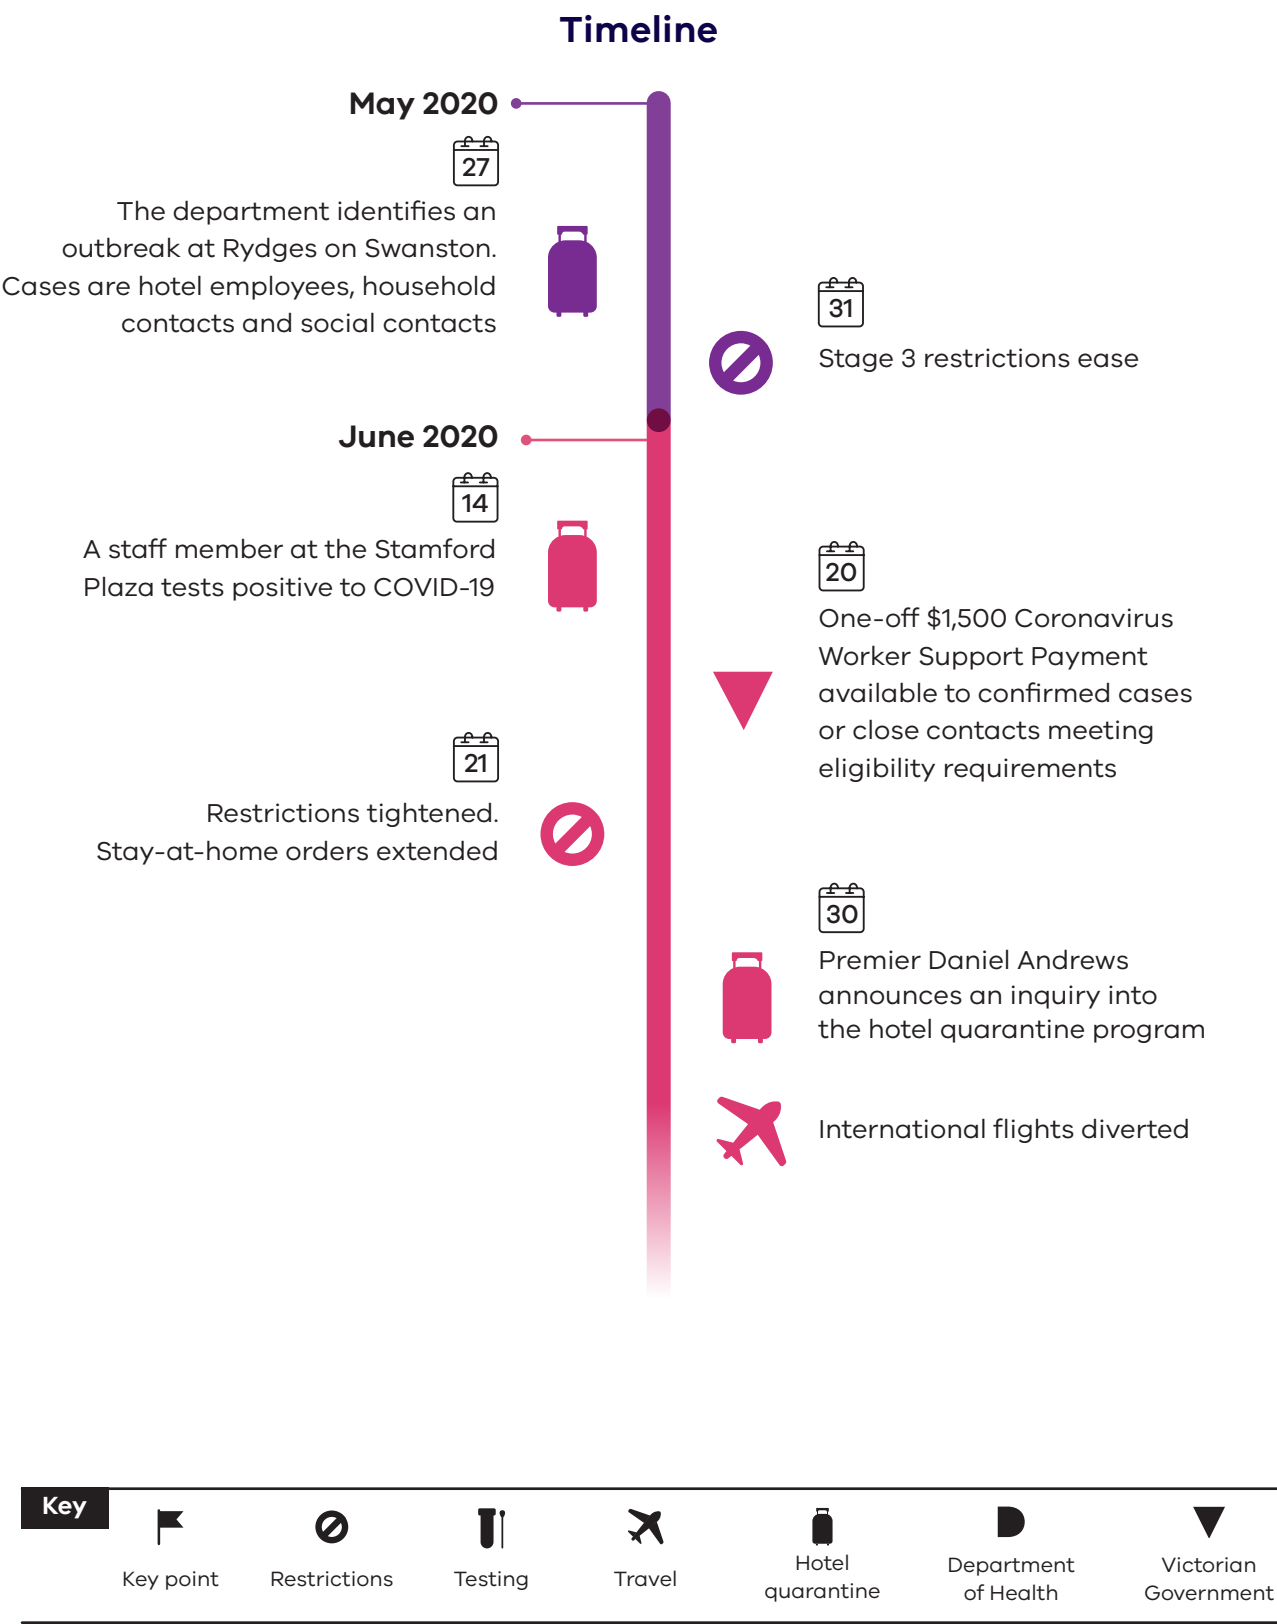 Timeline
May 2020
27
The department identifies an
outbreak at Rydges on Swanston.
Cases are hotel employees, household
contacts and social contacts
31
Stage 3 restrictions ease
June 2020
14
A staff member at the Stamford
Plaza tests positive to COVID-19
20
One-off $1,500 Coronavirus
Worker Support Payment
available to confirmed cases
or close contacts meeting
eligibility requirements
21
Restrictions tightened.
Stay-at-home orders extended
30
Premier Daniel Andrews
announces an inquiry into
the hotel quarantine program
International flights diverted
Key
Key point
Restrictions
Testing
Travel
Hotel
quarantine
Department
of Health
Victorian
Government